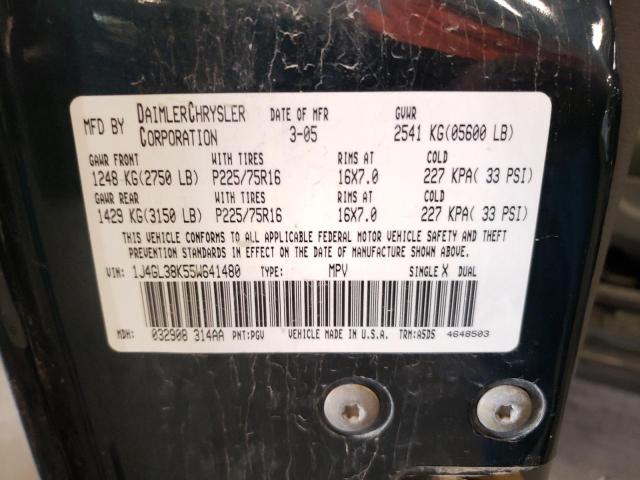 MFD BY DAIMLERCHRYSLER CORPORATION DATE OF MFR 3-05 GVWR 2541 KG(05600 LB)
GAWR FRONT WITH TIRES RIMS AT COLD
1248 KG(2750 LB) P225/75R16 16X7.0 227 KPA( 33 PSI)
GAWR REAR WITH TIRES RIMS AT COLD
1429 KG(3150 LB) P225/75R16 16X7.0 227 KPA( 33 PSI)
THIS VEHICLE CONFORMS TO ALL APPLICABLE FEDERAL MOTOR VEHICLE SAFETY AND THEFT
PREVENTION STANDARDS IN EFFECT ON THE DATE OF MANUFACTURE SHOWN ABOVE.
VIN: 1J4GL38K55W641480 TYPE: MPV SINGLE X DUAL
MDH: 032908 314AA PNT:PGV VEHICLE MADE IN U.S.A. TRM:A5DS 4648503